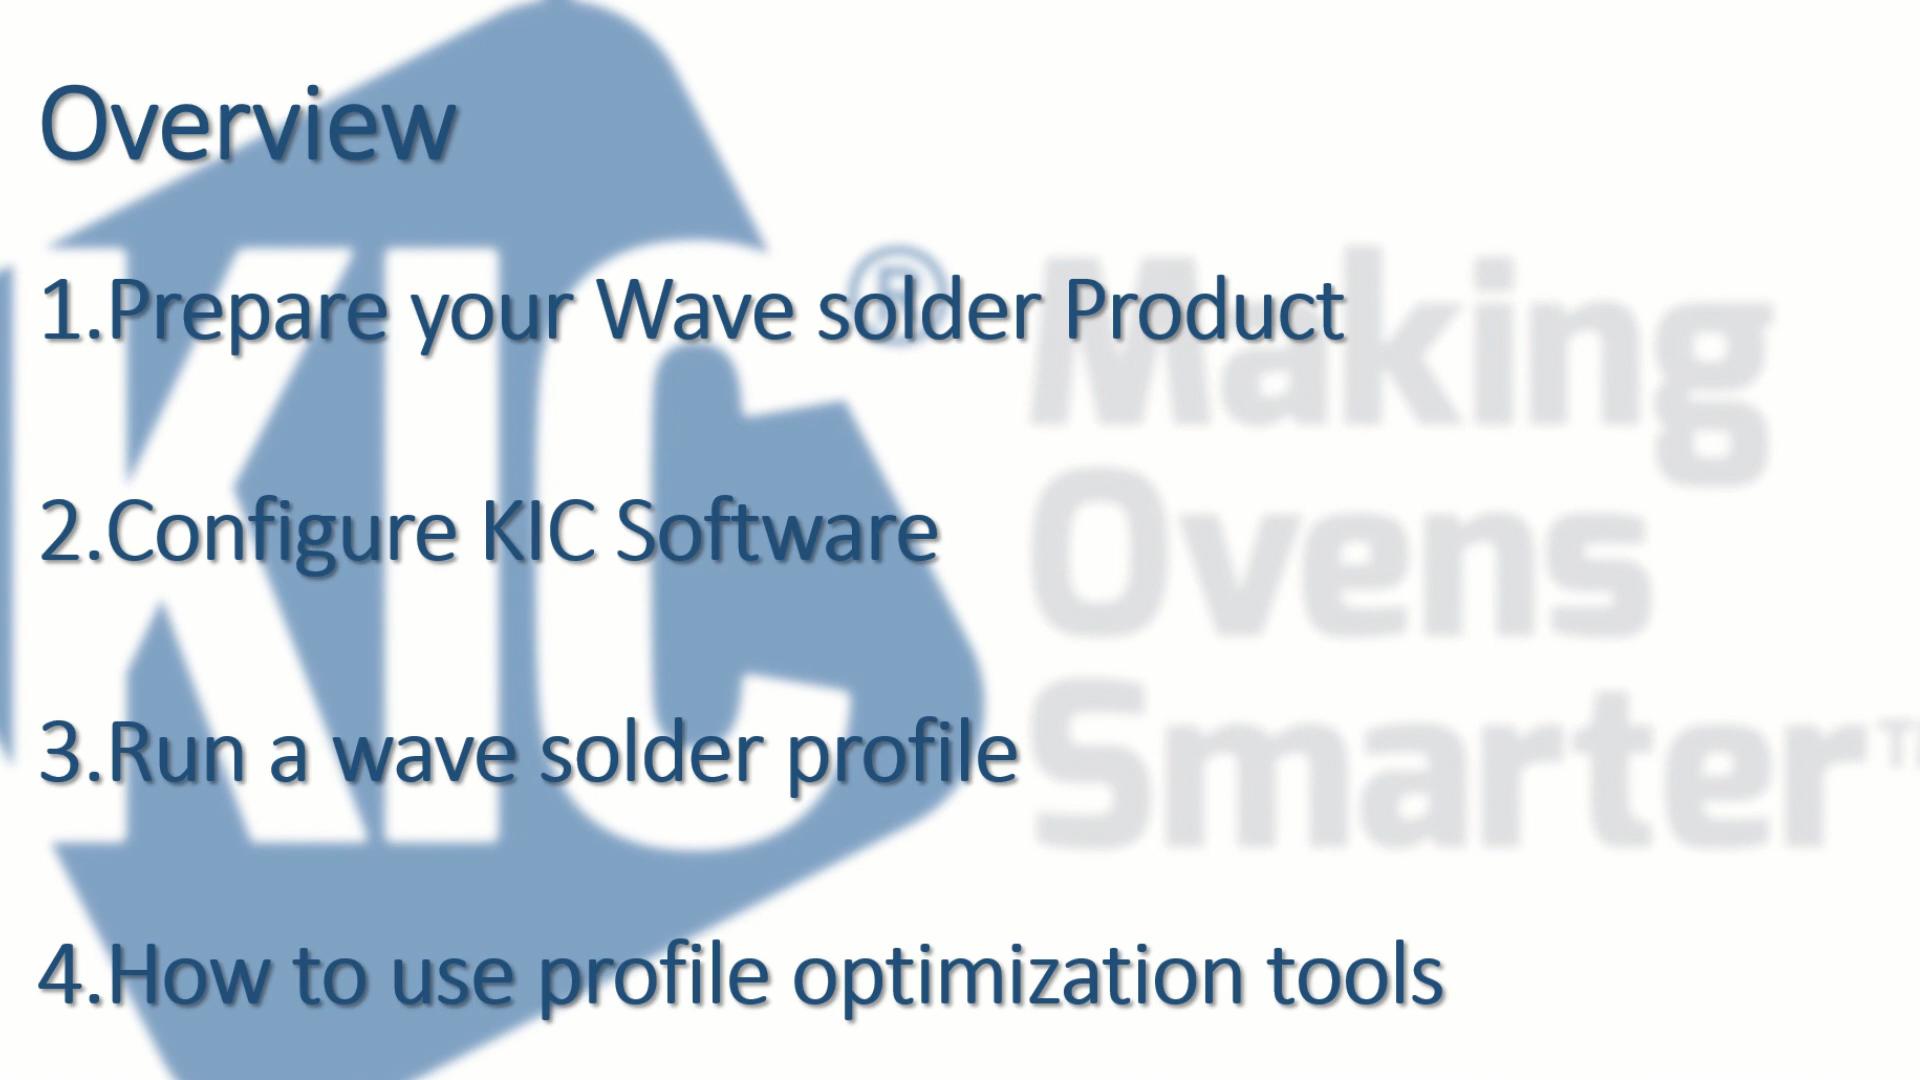 Overview
1.Prepare your Wave solder Product
2.Configure KIC Software
3.Run a wave solder profile
4.How to use profile optimization tools
KIC®
Making
Ovens
Smarter™